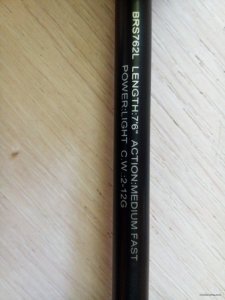 BRS762L LENGTH:7'6" ACTION:MEDIUM FAST
POWER:LIGHT C.W.:2-12G